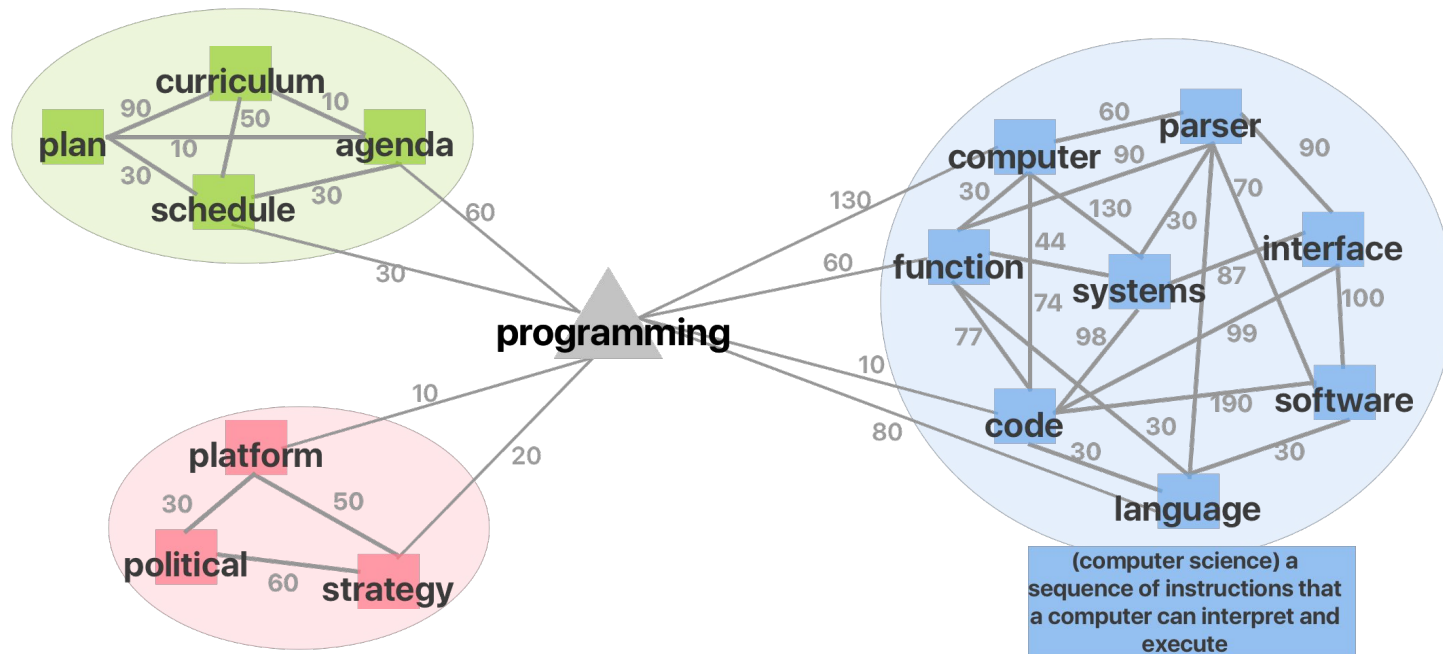 curriculum
90
10
50
plan
agenda
10
30
30
schedule
60
30
programming
130
60
10
80
10
20
platform
30
50
political
60
strategy
60
parser
computer
90
90
30
130
30
70
44
interface
function
systems
87
74
100
77
98
99
software
190
code
30
30
30
language
(computer science) a
sequence of instructions that
a computer can interpret and
execute